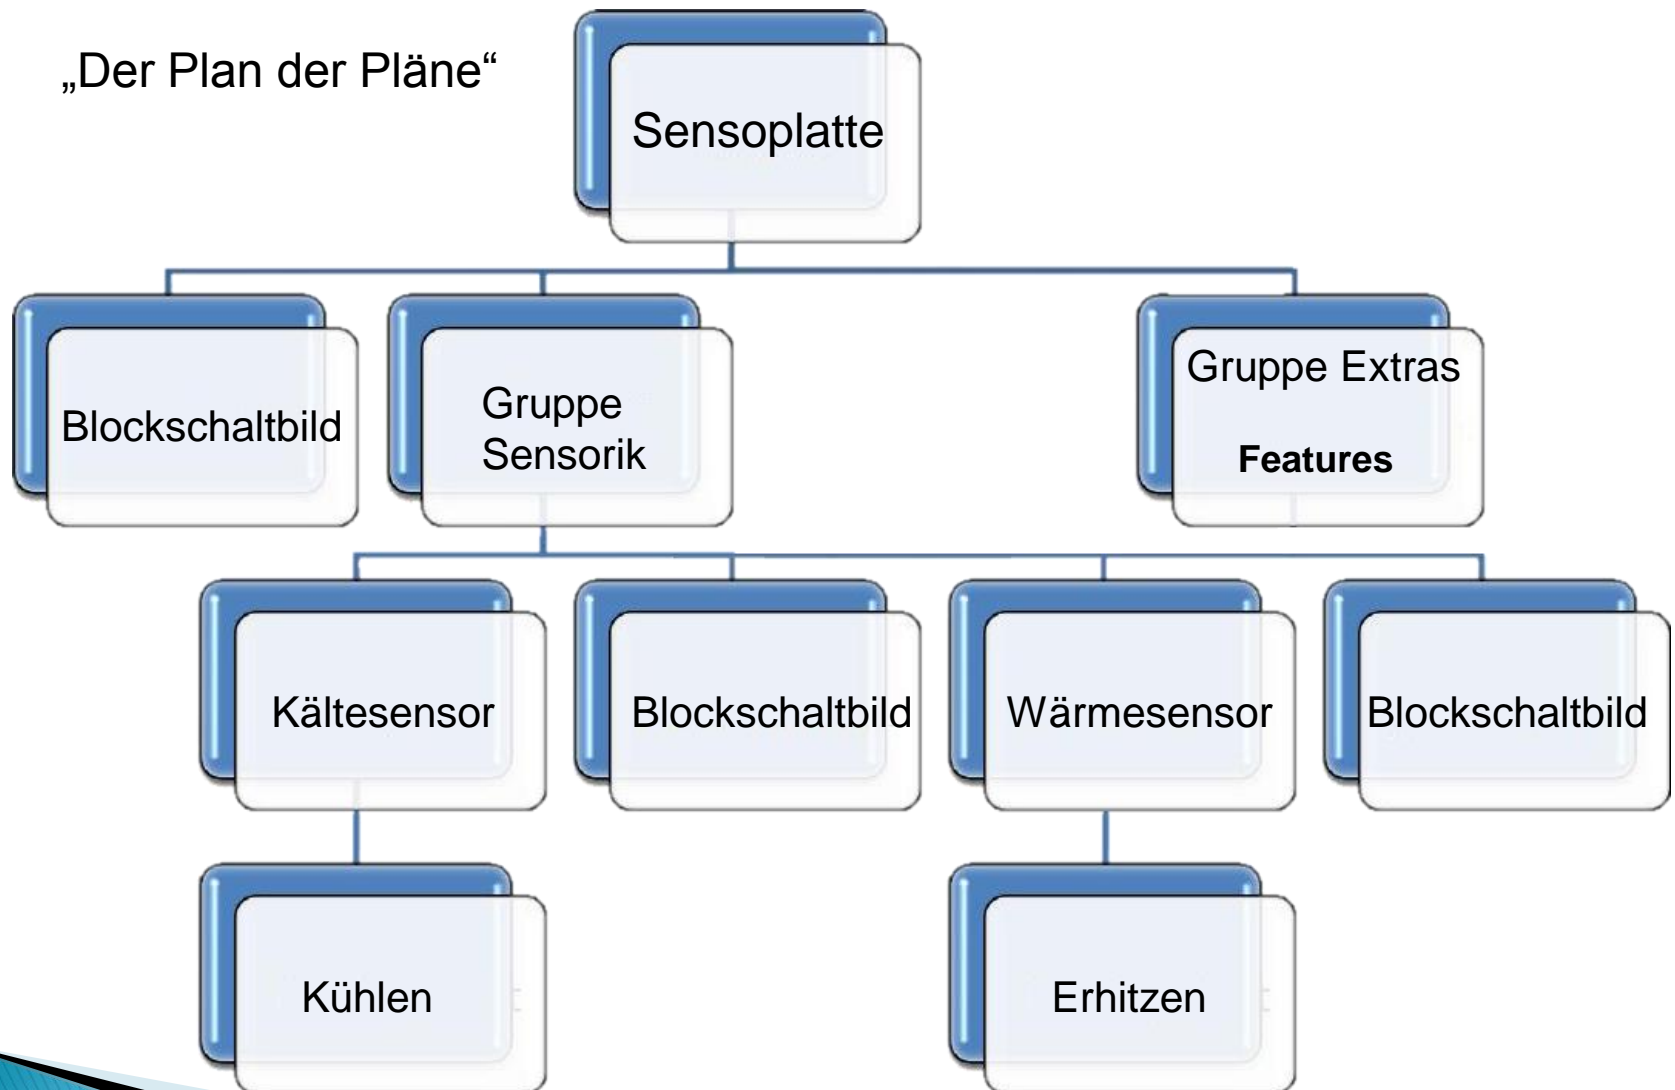 „Der Plan der Pläne“
Sensoplatte
Blockschaltbild
Gruppe
Sensorik
Gruppe Extras
Features
Kältesensor
Blockschaltbild
Wärmesensor
Blockschaltbild
Kühlen
Erhitzen